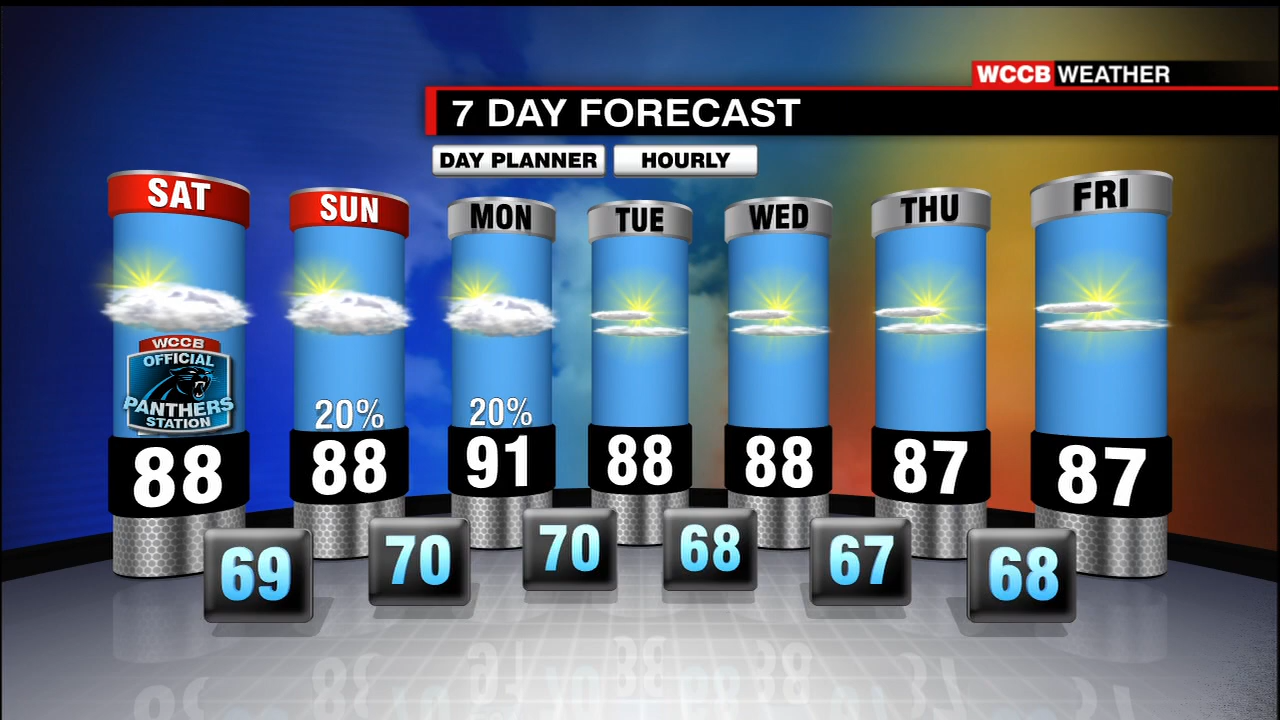 WCCB WEATHER
7 DAY FORECAST
DAY PLANNER HOURLY
SAT SUN MON TUE WED THU FRI
WCCB
OFFICIAL
PANTHERS
STATION
20% 20%
88 88 91 88 88 87 87
69 70 70 68 67 68